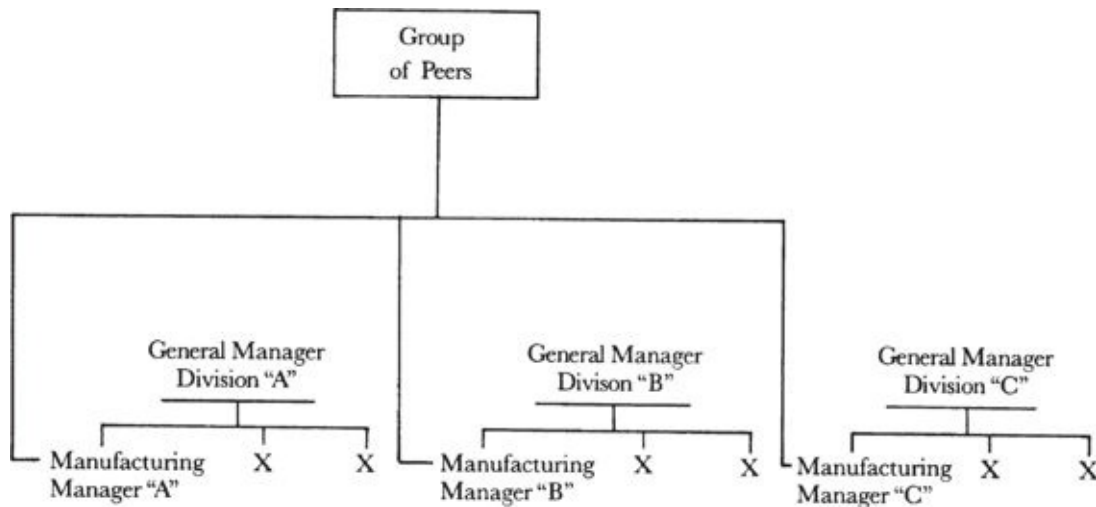 Group
of Peers
General Manager
Division “A”
General Manager
Divison “B”
General Manager
Division “C”
Manufacturing
Manager “A”
X
X
Manufacturing
Manager “B”
X
X
Manufacturing
Manager “C”
X
X